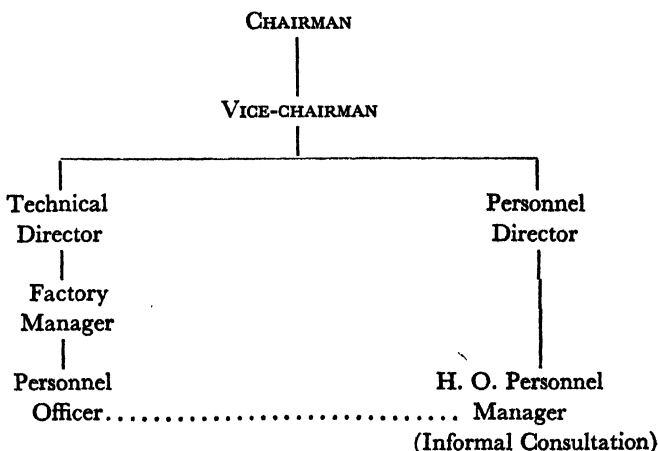 CHAIRMAN
VICE-CHAIRMAN
Technical
Director
Personnel
Director
Factory
Manager
Personnel
Officer
H. O. Personnel
Manager
(Informal Consultation)